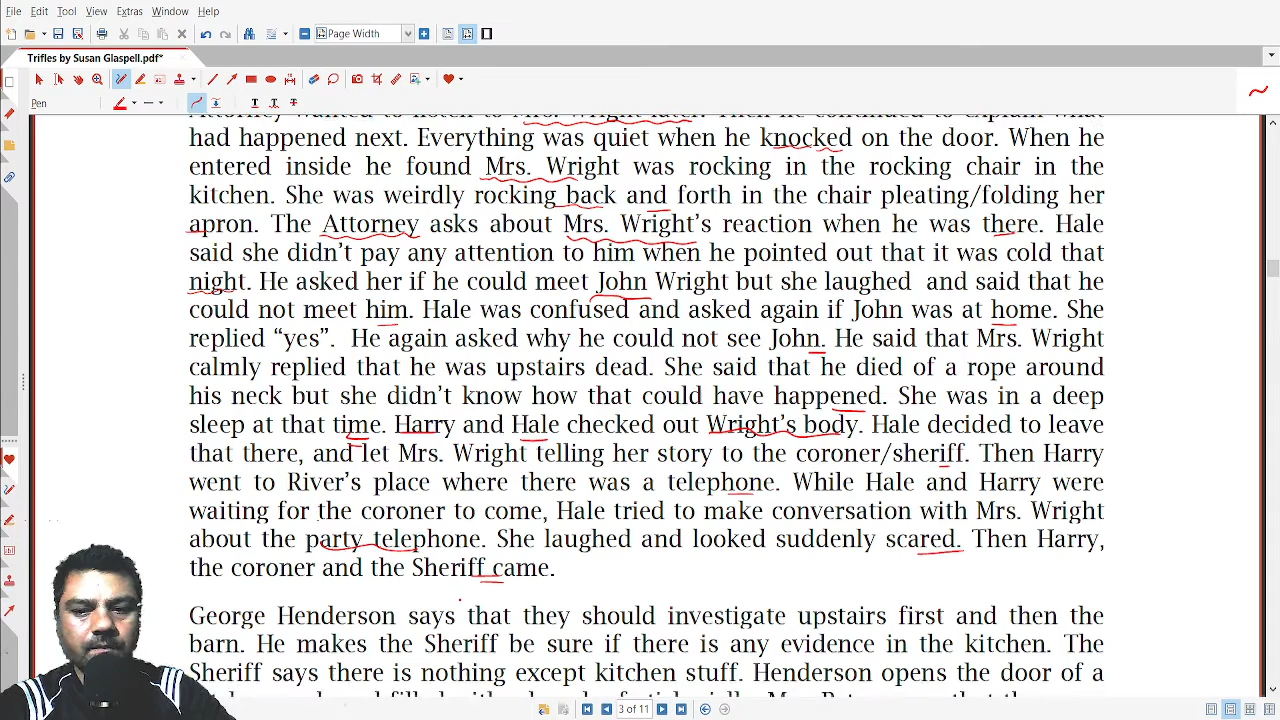 File Edit Tool View Extras Window Help
Page Width
Trifles by Susan Glaspell.pdf*
Pen
had happened next. Everything was quiet when he knocked on the door. When he
entered inside he found Mrs. Wright was rocking in the rocking chair in the
kitchen. She was weirdly rocking back and forth in the chair pleating/folding her
apron. The Attorney asks about Mrs. Wright’s reaction when he was there. Hale
said she didn’t pay any attention to him when he pointed out that it was cold that
night. He asked her if he could meet John Wright but she laughed and said that he
could not meet him. Hale was confused and asked again if John was at home. She
replied “yes”. He again asked why he could not see John. He said that Mrs. Wright
calmly replied that he was upstairs dead. She said that he died of a rope around
his neck but she didn’t know how that could have happened. She was in a deep
sleep at that time. Harry and Hale checked out Wright’s body. Hale decided to leave
that there, and let Mrs. Wright telling her story to the coroner/sheriff. Then Harry
went to River’s place where there was a telephone. While Hale and Harry were
waiting for the coroner to come, Hale tried to make conversation with Mrs. Wright
about the party telephone. She laughed and looked suddenly scared. Then Harry,
the coroner and the Sheriff came.
George Henderson says that they should investigate upstairs first and then the
barn. He makes the Sheriff be sure if there is any evidence in the kitchen. The
Sheriff says there is nothing except kitchen stuff. Henderson opens the door of a
3 of 11